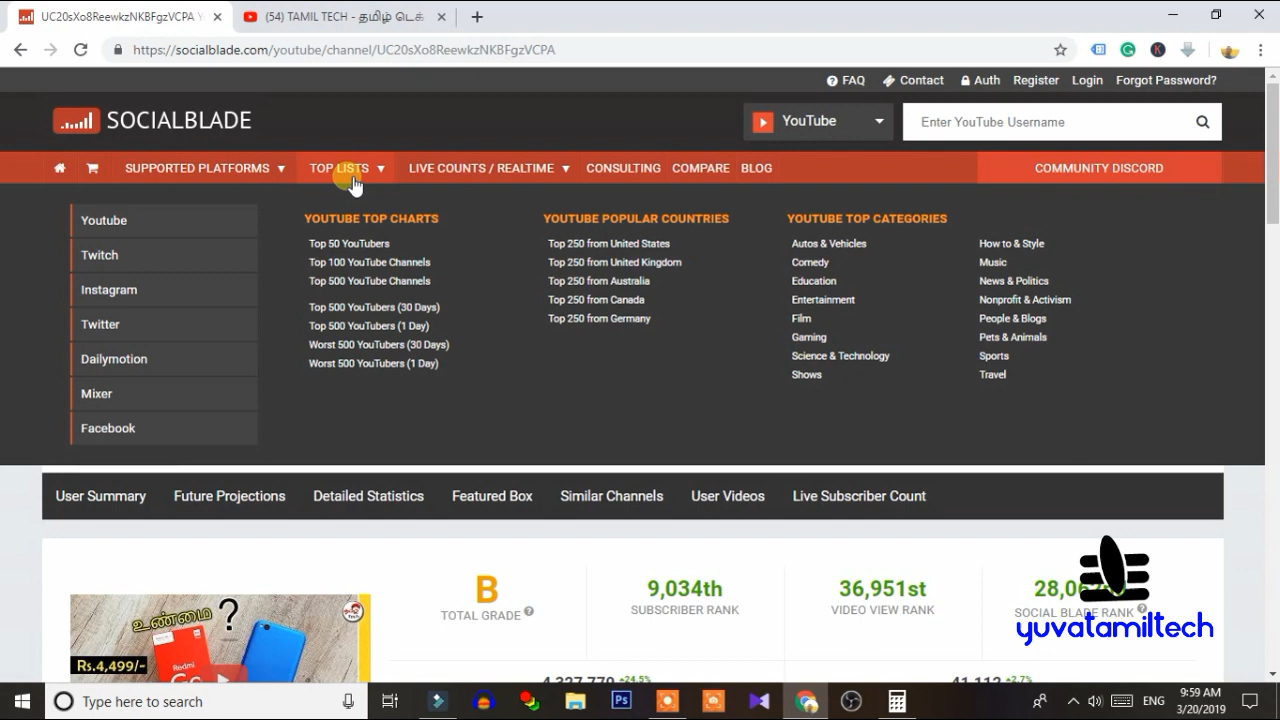 UC20sXo8ReewkzNKBFgzVCPA Y
(54) TAMIL TECH - தமிழ் டெக்
https://socialblade.com/youtube/channel/UC20sXo8ReewkzNKBFgzVCPA
FAQ Contact Auth Register Login Forgot Password?
SOCIALBLADE
YouTube
Enter YouTube Username
SUPPORTED PLATFORMS TOP LISTS LIVE COUNTS / REALTIME CONSULTING COMPARE BLOG COMMUNITY DISCORD
Youtube
Twitch
Instagram
Twitter
Dailymotion
Mixer
Facebook
YOUTUBE TOP CHARTS
Top 50 YouTubers
Top 100 YouTube Channels
Top 500 YouTube Channels
Top 500 YouTubers (30 Days)
Top 500 YouTubers (1 Day)
Worst 500 YouTubers (30 Days)
Worst 500 YouTubers (1 Day)
YOUTUBE POPULAR COUNTRIES
Top 250 from United States
Top 250 from United Kingdom
Top 250 from Australia
Top 250 from Canada
Top 250 from Germany
YOUTUBE TOP CATEGORIES
Autos & Vehicles
Comedy
Education
Entertainment
Film
Gaming
Science & Technology
Shows
How to & Style
Music
News & Politics
Nonprofit & Activism
People & Blogs
Pets & Animals
Sports
Travel
User Summary Future Projections Detailed Statistics Featured Box Similar Channels User Videos Live Subscriber Count
உண்மை ?
Rs.4,499/-
Redmi
B
TOTAL GRADE
9,034th
SUBSCRIBER RANK
36,951st
VIDEO VIEW RANK
SOCIAL BLADE RANK
yuvatamiltech
Type here to search
ENG
9:59 AM
3/20/2019